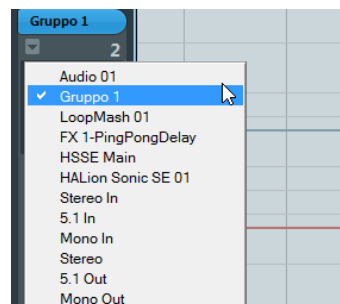 Gruppo 1
2
Audio 01
Gruppo 1
LoopMash 01
FX 1-PingPongDelay
HSSE Main
HALion Sonic SE 01
Stereo In
5.1 In
Mono In
Stereo
5.1 Out
Mono Out